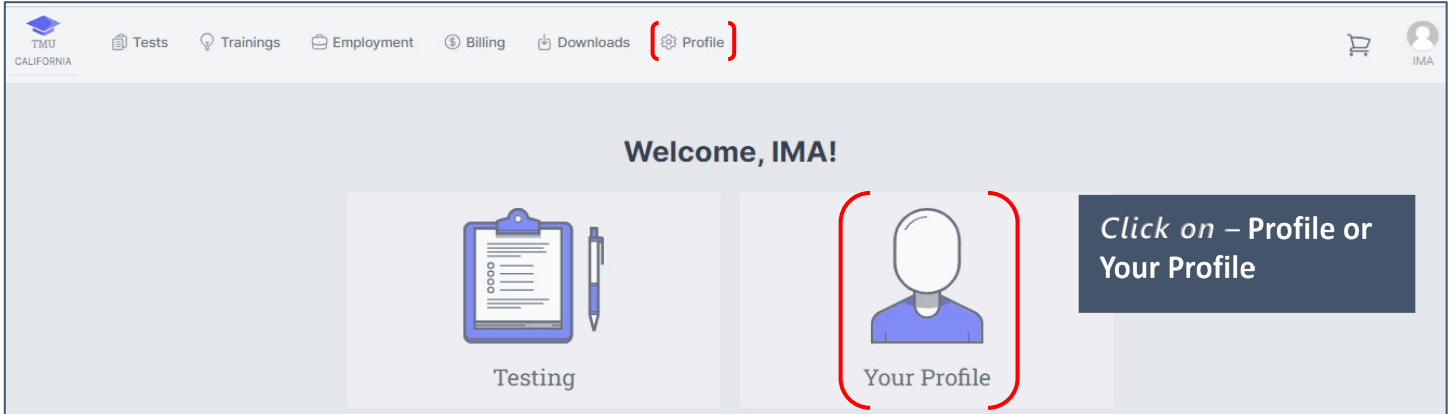 TMU
CALIFORNIA
Tests
Trainings
Employment
Billing
Downloads
Profile
IMA
Welcome, IMA!
Testing
Your Profile
Click on – Profile or
Your Profile